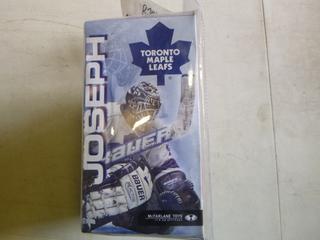 TORONTO
MAPLE
LEAFS
JOSEPH
BAUER
BAUER
McFARLANE TOYS